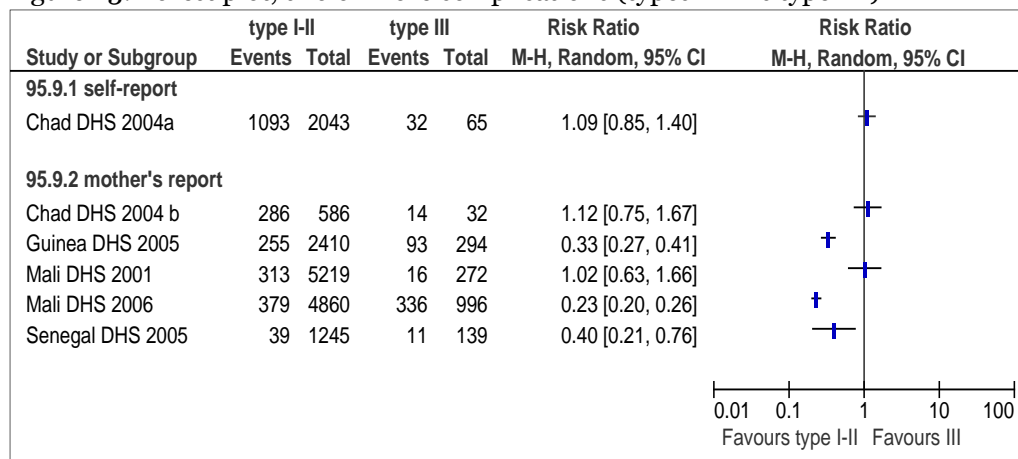 type I-II type III Risk Ratio Risk Ratio
Study or Subgroup Events Total Events Total M-H, Random, 95% CI M-H, Random, 95% CI
95.9.1 self-report
Chad DHS 2004a 1093 2043 32 65 1.09 [0.85, 1.40]
95.9.2 mother's report
Chad DHS 2004 b 286 586 14 32 1.12 [0.75, 1.67]
Guinea DHS 2005 255 2410 93 294 0.33 [0.27, 0.41]
Mali DHS 2001 313 5219 16 272 1.02 [0.63, 1.66]
Mali DHS 2006 379 4860 336 996 0.23 [0.20, 0.26]
Senegal DHS 2005 39 1245 11 139 0.40 [0.21, 0.76]
0.01 0.1 1 10 100
Favours type I-II Favours III